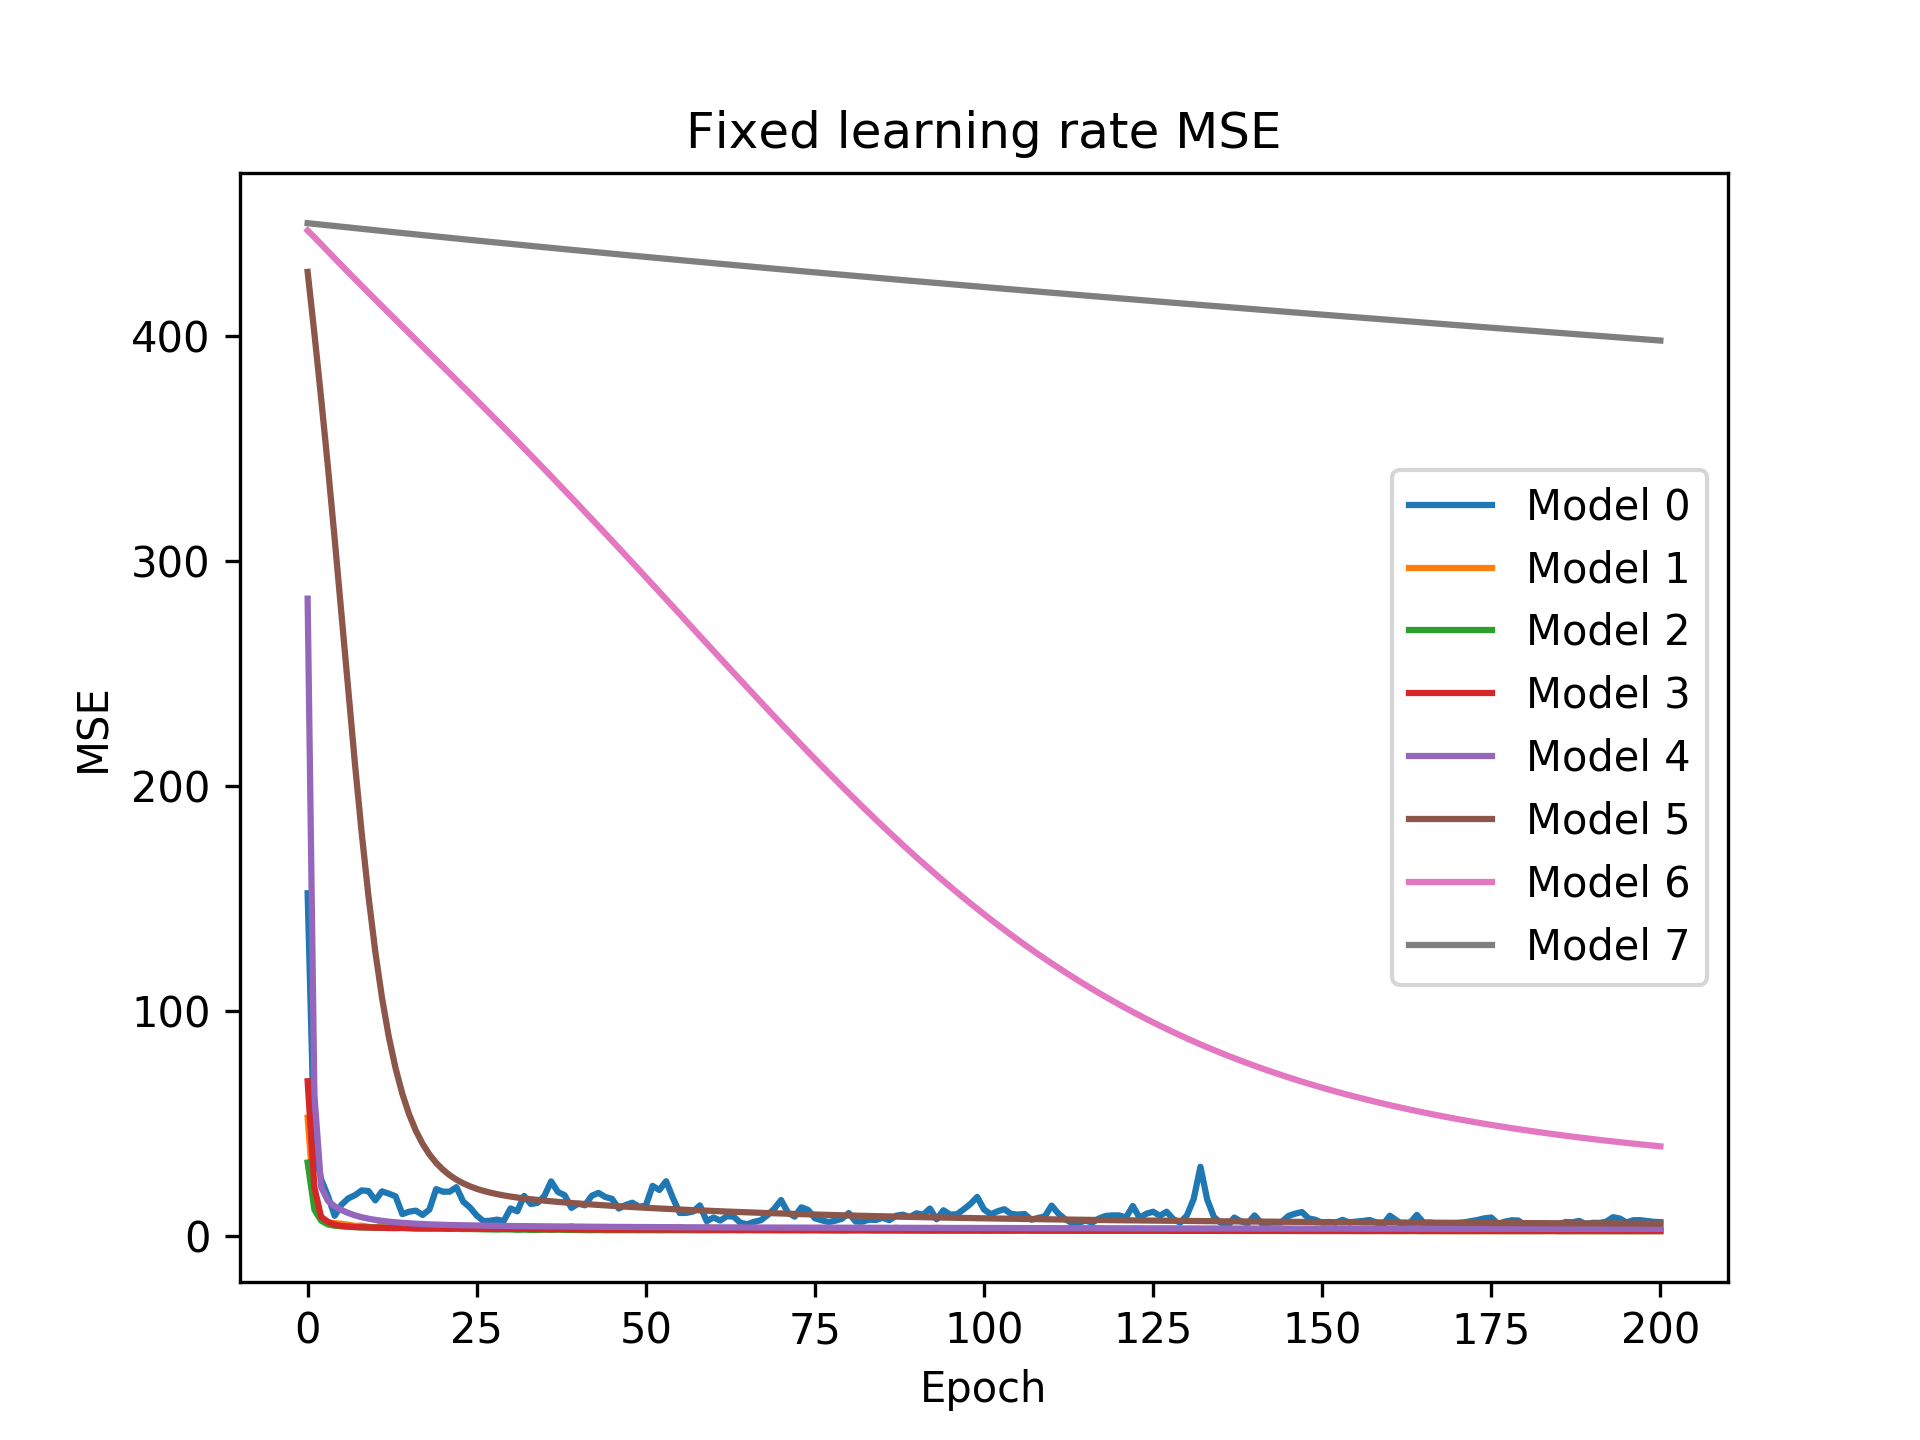 Fixed learning rate MSE
MSE
400
300
200
100
0
Model 0
Model 1
Model 2
Model 3
Model 4
Model 5
Model 6
Model 7
0 25 50 75 100 125 150 175 200
Epoch